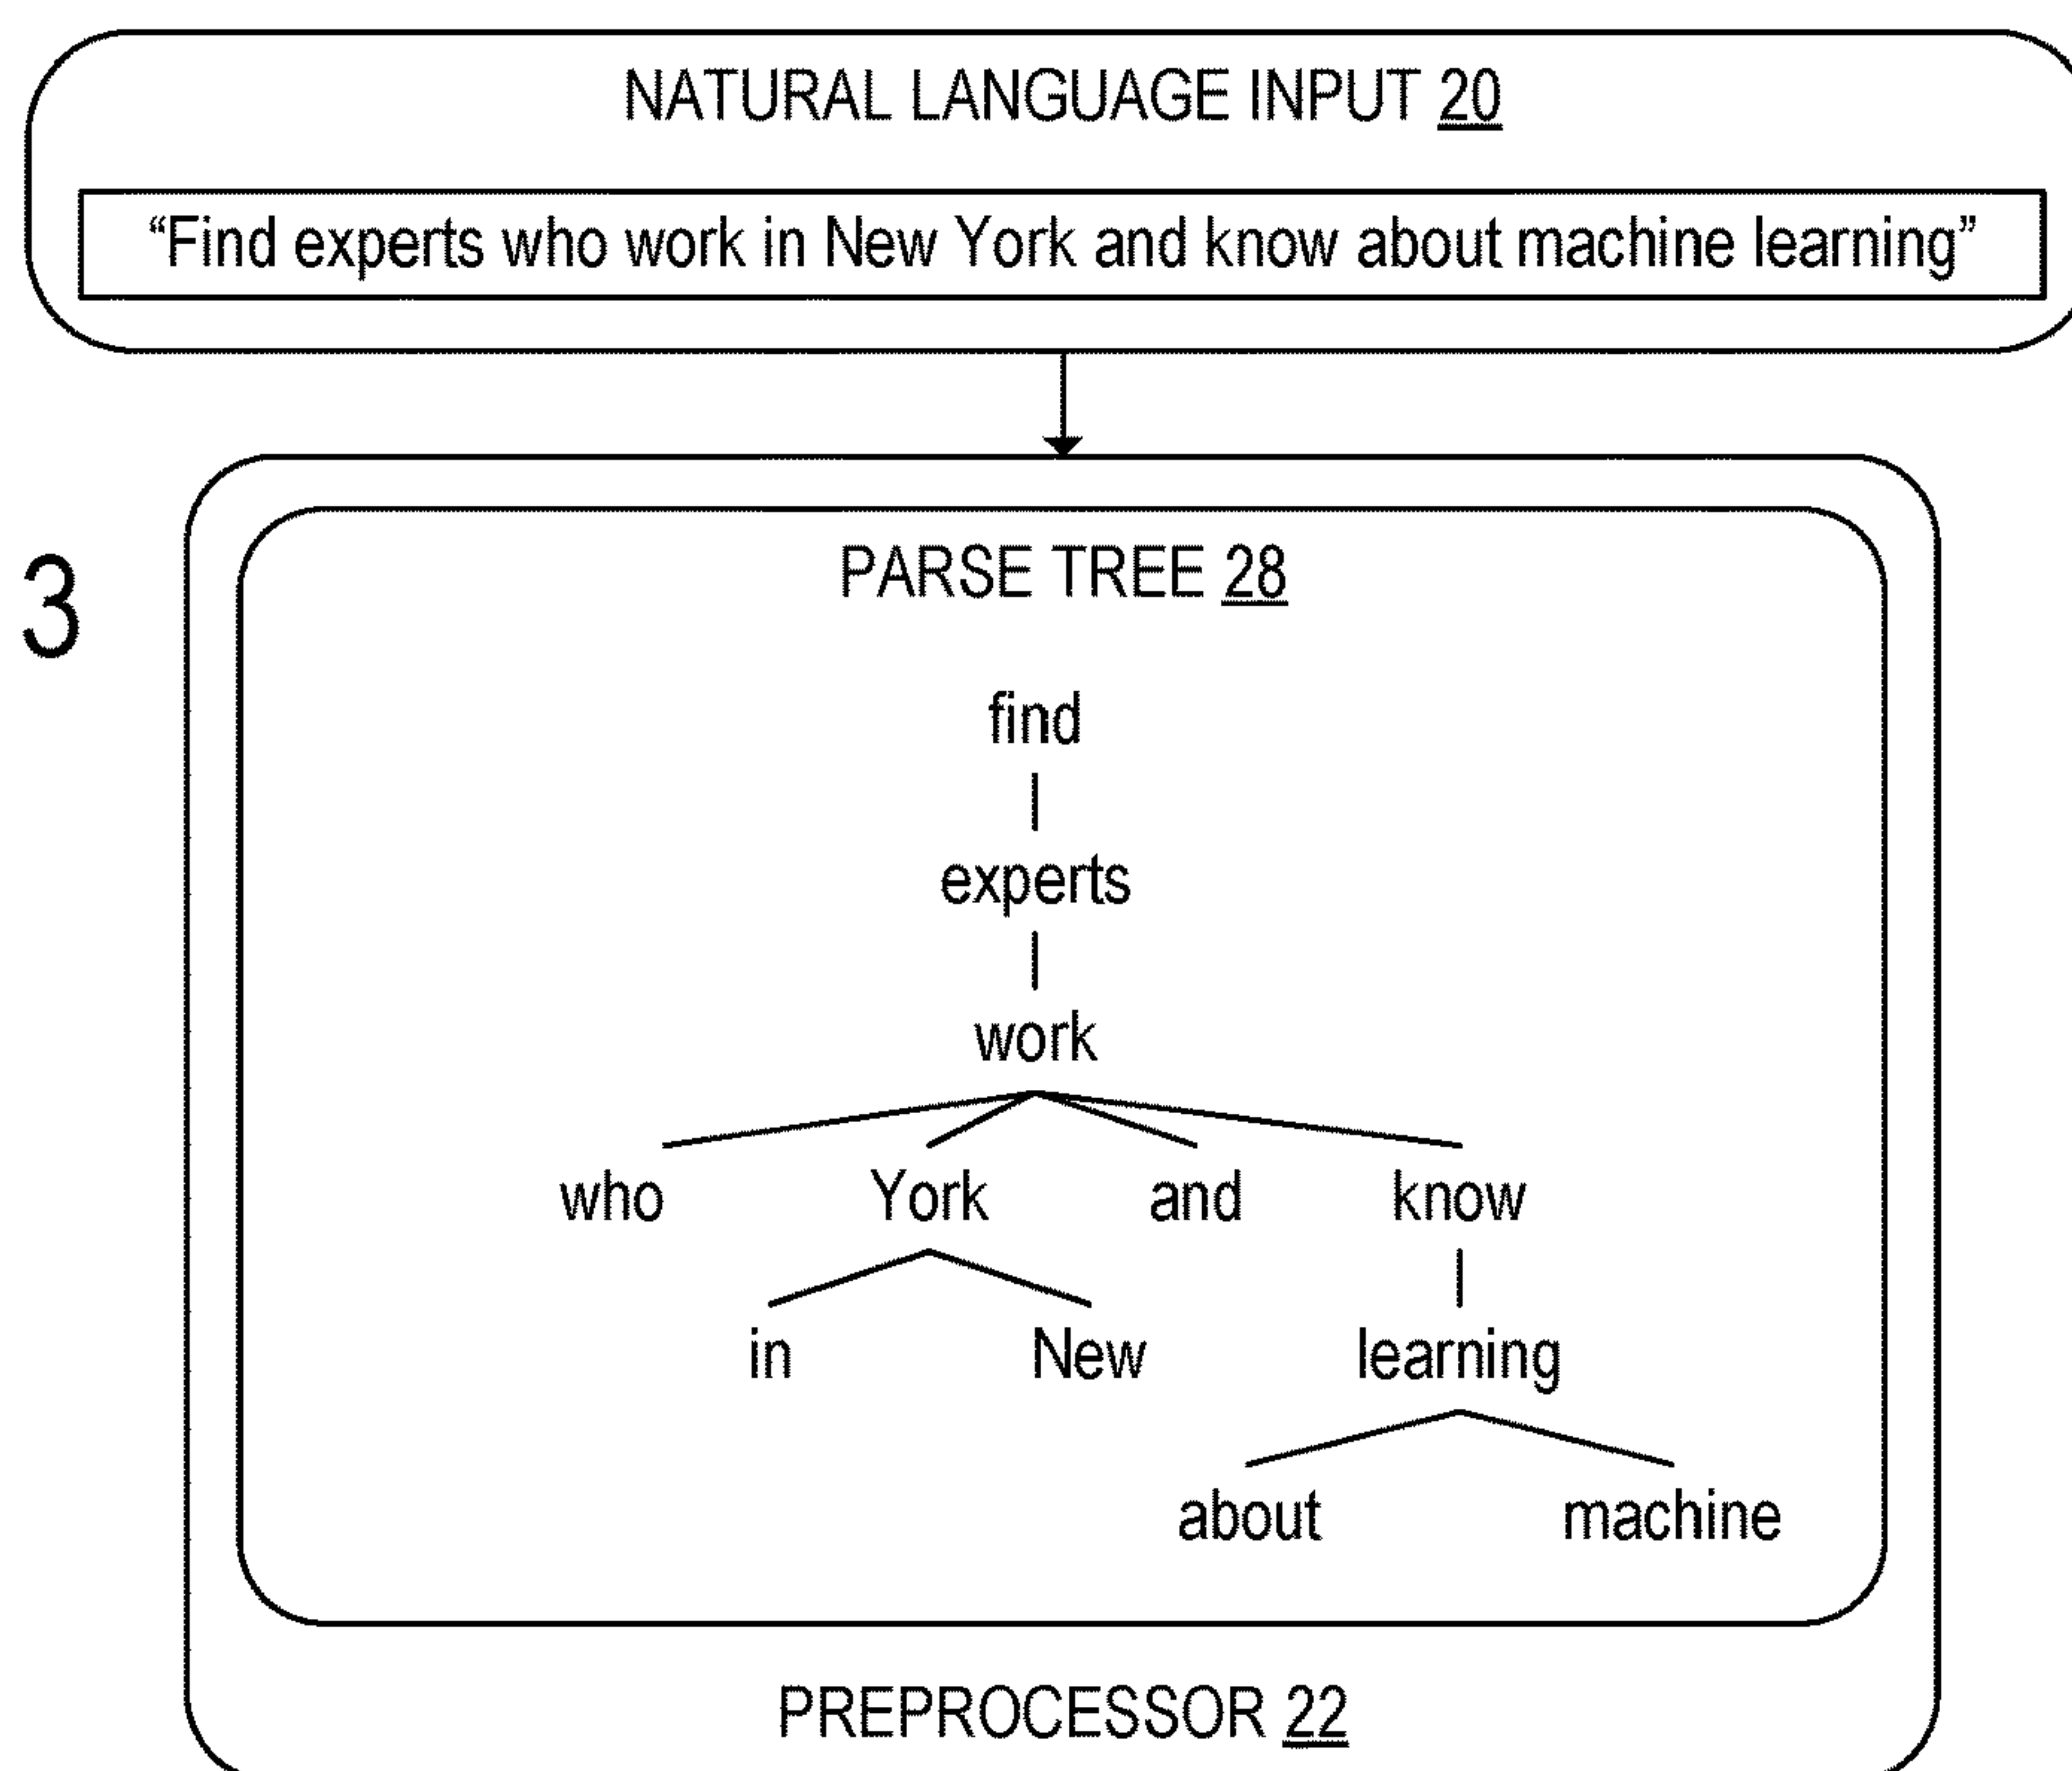 NATURAL LANGUAGE INPUT 20
“Find experts who work in New York and know about machine learning”
3
PARSE TREE 28
find
experts
work
who York and know
in New learning
about machine
PREPROCESSOR 22